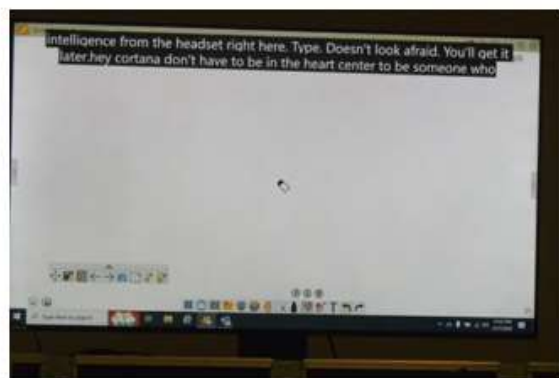 intelligence from the headset right here. Type. Doesn't look afraid. You'll get it
later.hey cortana don't have to be in the heart center to be someone who